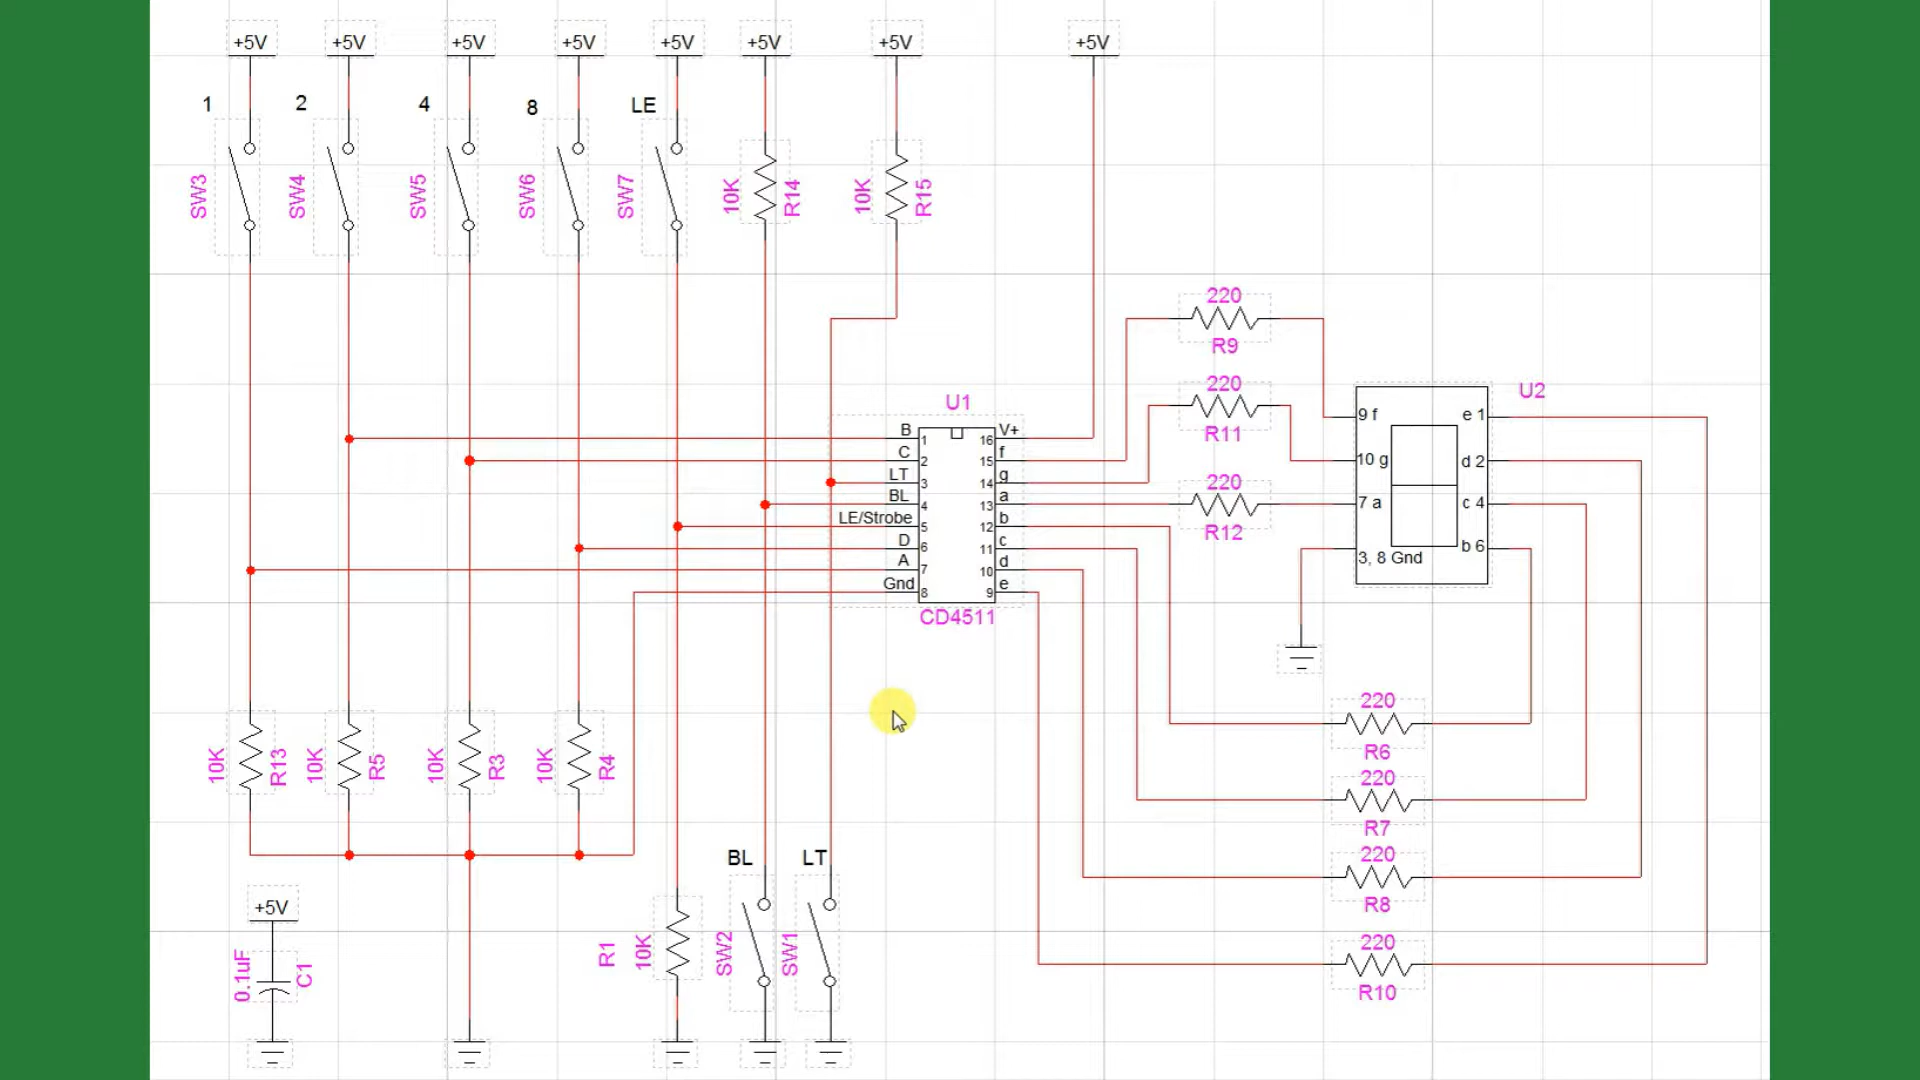 +5V
+5V
+5V
+5V
+5V
+5V
+5V
+5V
1
2
4
8
LE
SW3
SW4
SW5
SW6
SW7
10K
R14
10K
R15
220
R9
220
R11
220
R12
U1
B 1
C 2
LT 3
BL 4
LE/Strobe 5
D 6
A 7
Gnd 8
16 V+
15 f
14 g
13 a
12 b
11 c
10 d
9 e
CD4511
U2
9 f
e 1
10 g
d 2
7 a
c 4
b 6
3, 8 Gnd
220
R6
220
R7
220
R8
220
R10
10K
R13
10K
R5
10K
R3
10K
R4
BL
LT
+5V
0.1uF
C1
R1
10K
SW2
SW1